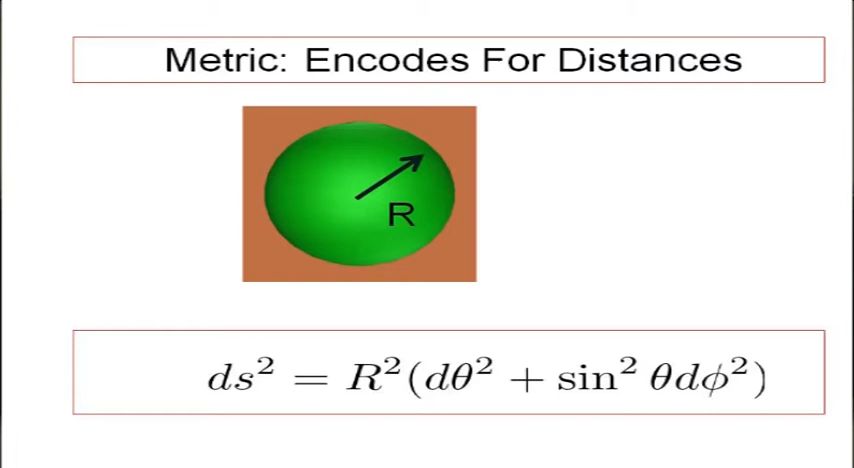 Metric: Encodes For Distances
R
ds² = R²(dθ² + sin² θdϕ²)